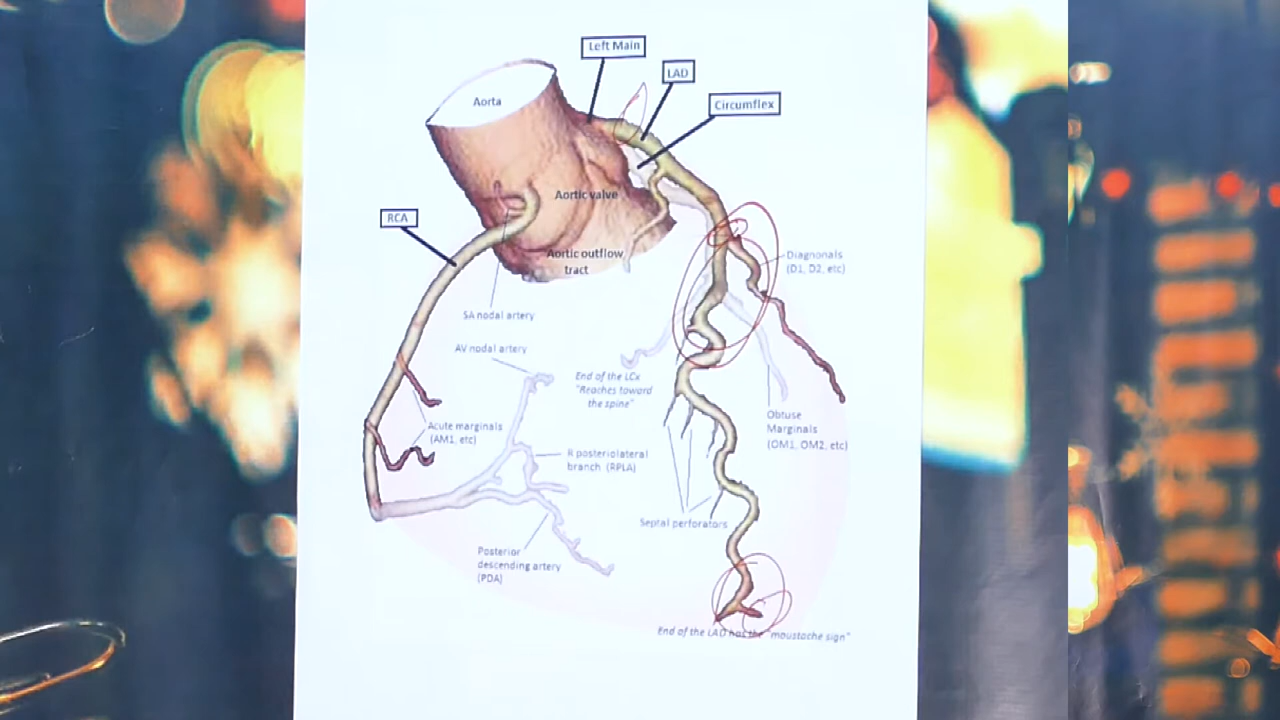 Left Main
LAD
Circumflex
Aorta
Aortic valve
RCA
Aortic outflow
tract
Diagnonals
(D1, D2, etc)
SA nodal artery
AV nodal artery
End of the LCx
"Reaches toward
the spine"
Acute marginals
(AM1, etc)
Obtuse
Marginals
(OM1, OM2, etc)
R posteriolateral
branch (RPLA)
Septal perforators
Posterior
descending artery
(PDA)
End of the LAD has the "moustache sign"